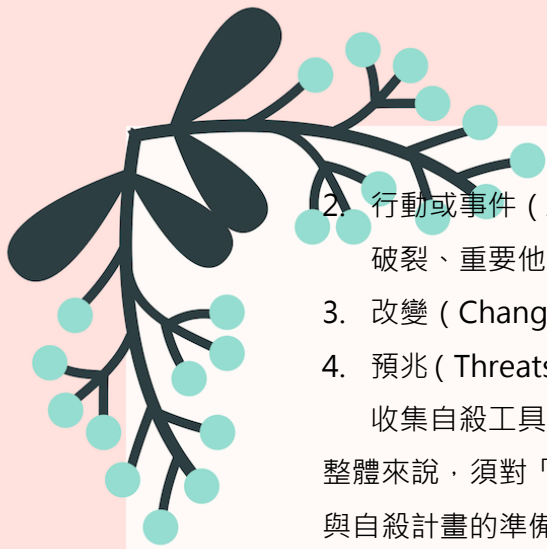 2. 行動或事件（
破裂、重要他
3. 改變（Chang
4. 預兆（Threats
收集自殺工具
整體來說，須對「
與自殺計畫的準備